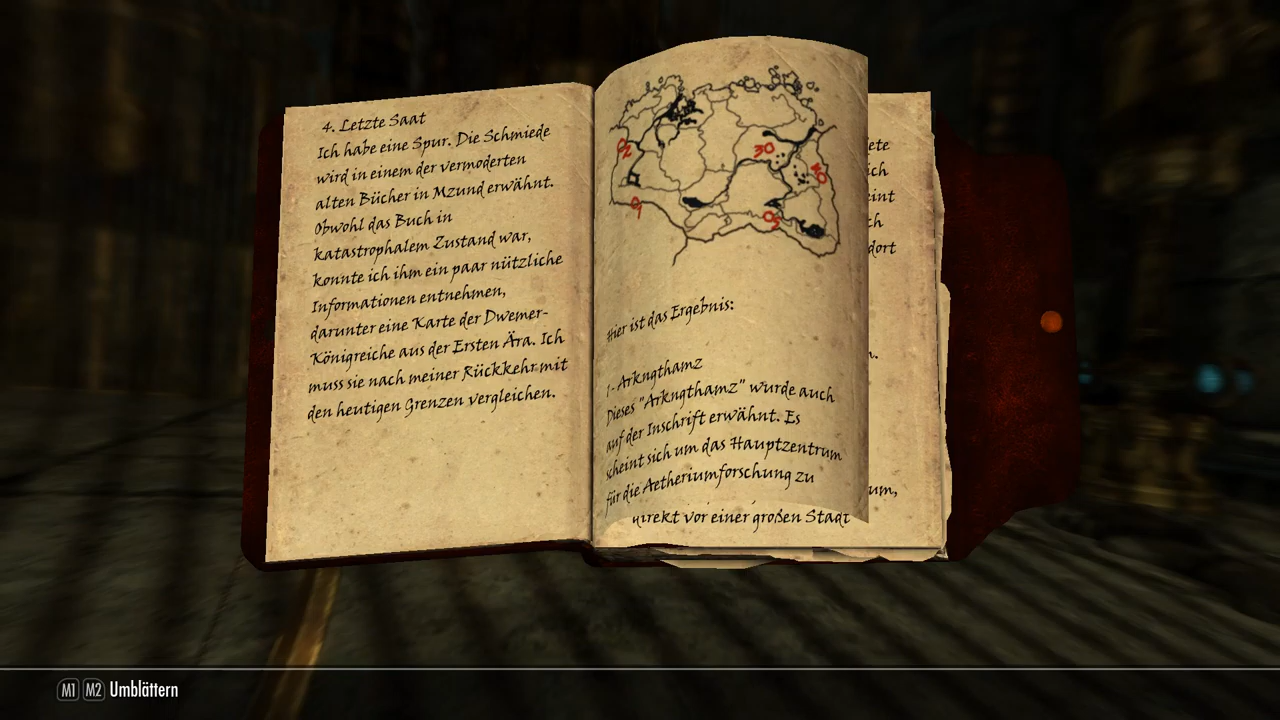 4. Letzte Saat
Ich habe eine Spur. Die Schmiede
wird in einem der vermoderten
alten Bücher in Mzund erwähnt.
Obwohl das Buch in
katastrophalem Zustand war,
konnte ich ihm ein paar nützliche
Informationen entnehmen,
darunter eine Karte der Dwemer-
Königreiche aus der Ersten Ära. Ich
muss sie nach meiner Rückkehr mit
den heutigen Grenzen vergleichen.
Hier ist das Ergebnis:
1- Arkngthamz
Dieses "Arkngthamz" wurde auch
auf der Inschrift erwähnt. Es
scheint sich um das Hauptzentrum
für die Aetheriumforschung zu
direkt vor einer großen Stadt
dort
M1 M2 Umblättern